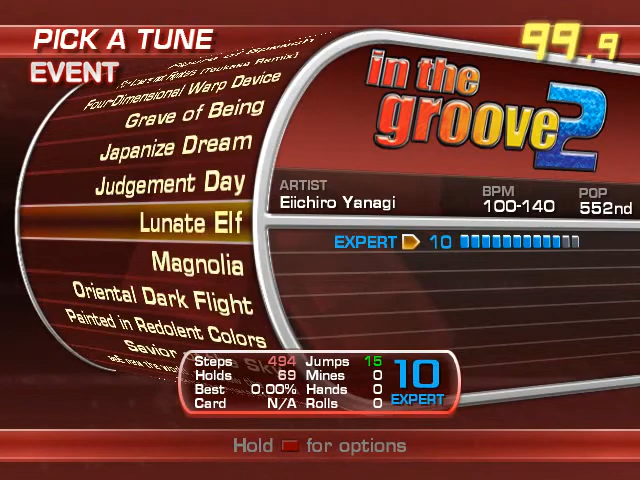 PICK A TUNE
99.9
EVENT
Four-Dimensional Warp Device
Grave of Being
Japanize Dream
Judgement Day
Lunate Elf
Magnolia
Oriental Dark Flight
Painted in Redolent Colors
in the
groove 2
ARTIST
Eiichiro Yanagi
BPM
100-140
POP
552nd
EXPERT 10
Steps 494 Jumps 15
Holds 69 Mines 0
Best 0.00% Hands 0
Card N/A Rolls 0
10
EXPERT
Hold for options